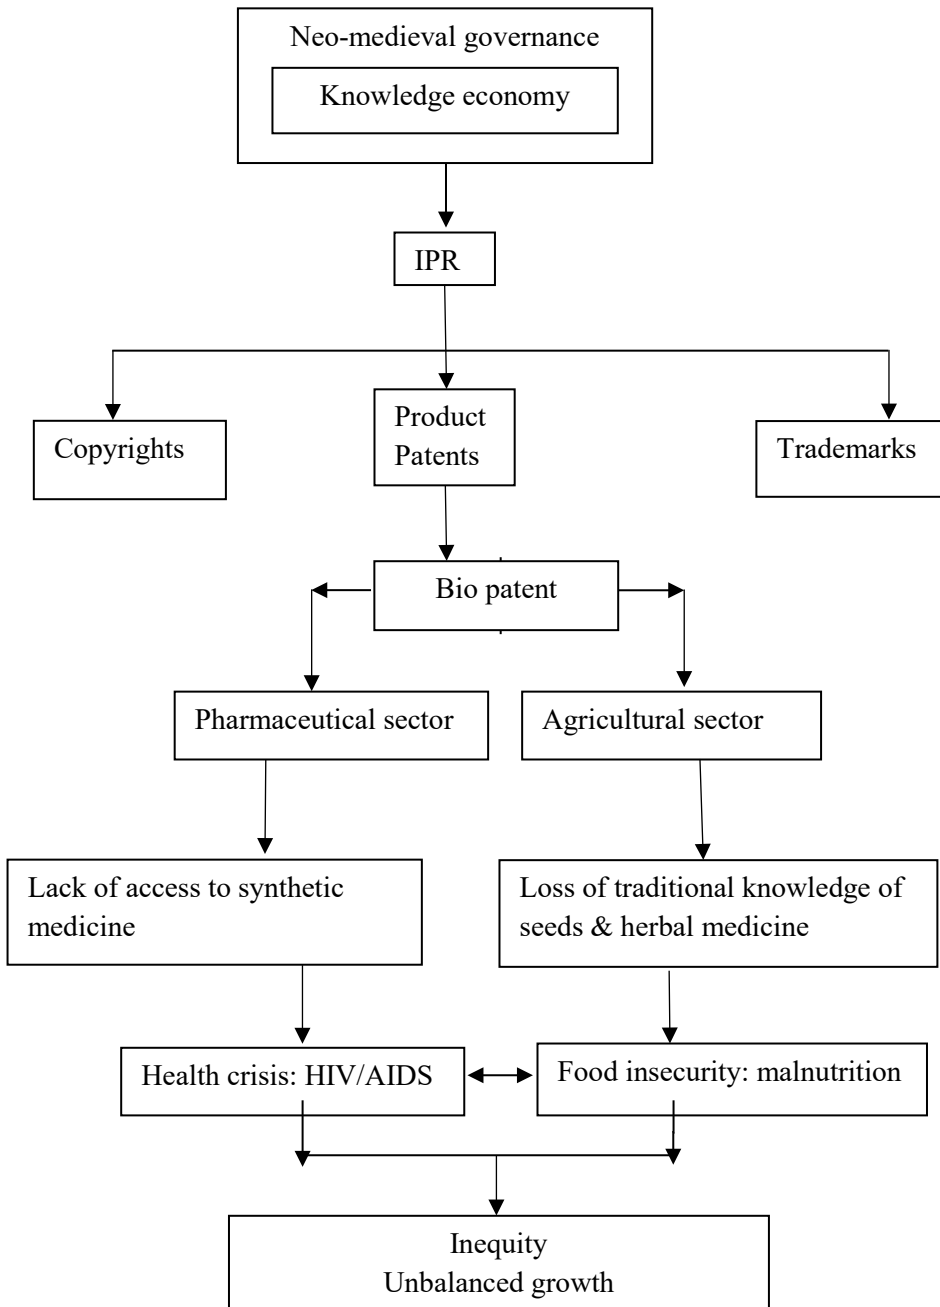 Neo-medieval governance
Knowledge economy
IPR
Copyrights
Product
Patents
Trademarks
Bio patent
Pharmaceutical sector
Agricultural sector
Lack of access to synthetic
medicine
Loss of traditional knowledge of
seeds & herbal medicine
Health crisis: HIV/AIDS
Food insecurity: malnutrition
Inequity
Unbalanced growth